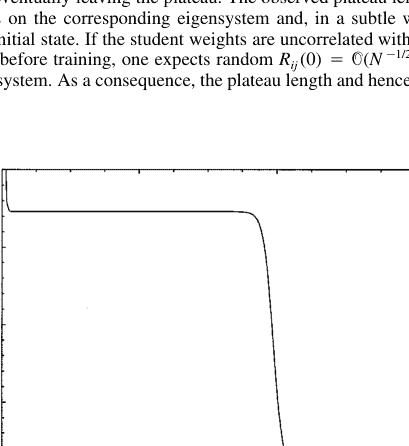 eventually leaving the plateau. The observed plateau
s on the corresponding eigensystem and, in a subtle
nitial state. If the student weights are uncorrelated with
before training, one expects random R_{ij}(0) = 𝒪(N^{-1/2}
system. As a consequence, the plateau length and hence